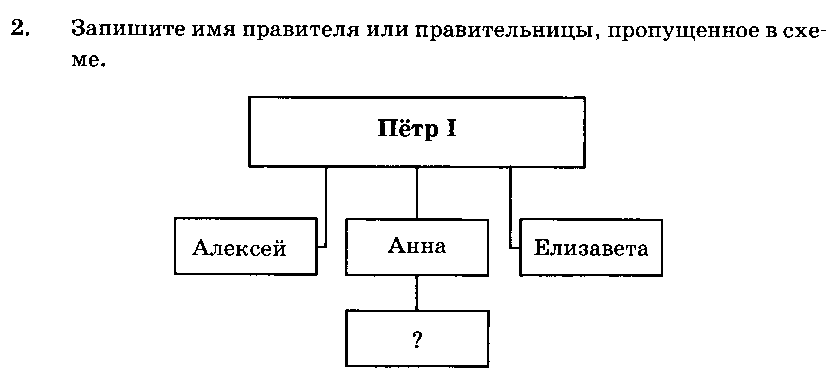 2. Запишите имя правителя или правительницы, пропущенное в схе-
ме.
Пётр I
Алексей Анна Елизавета
?